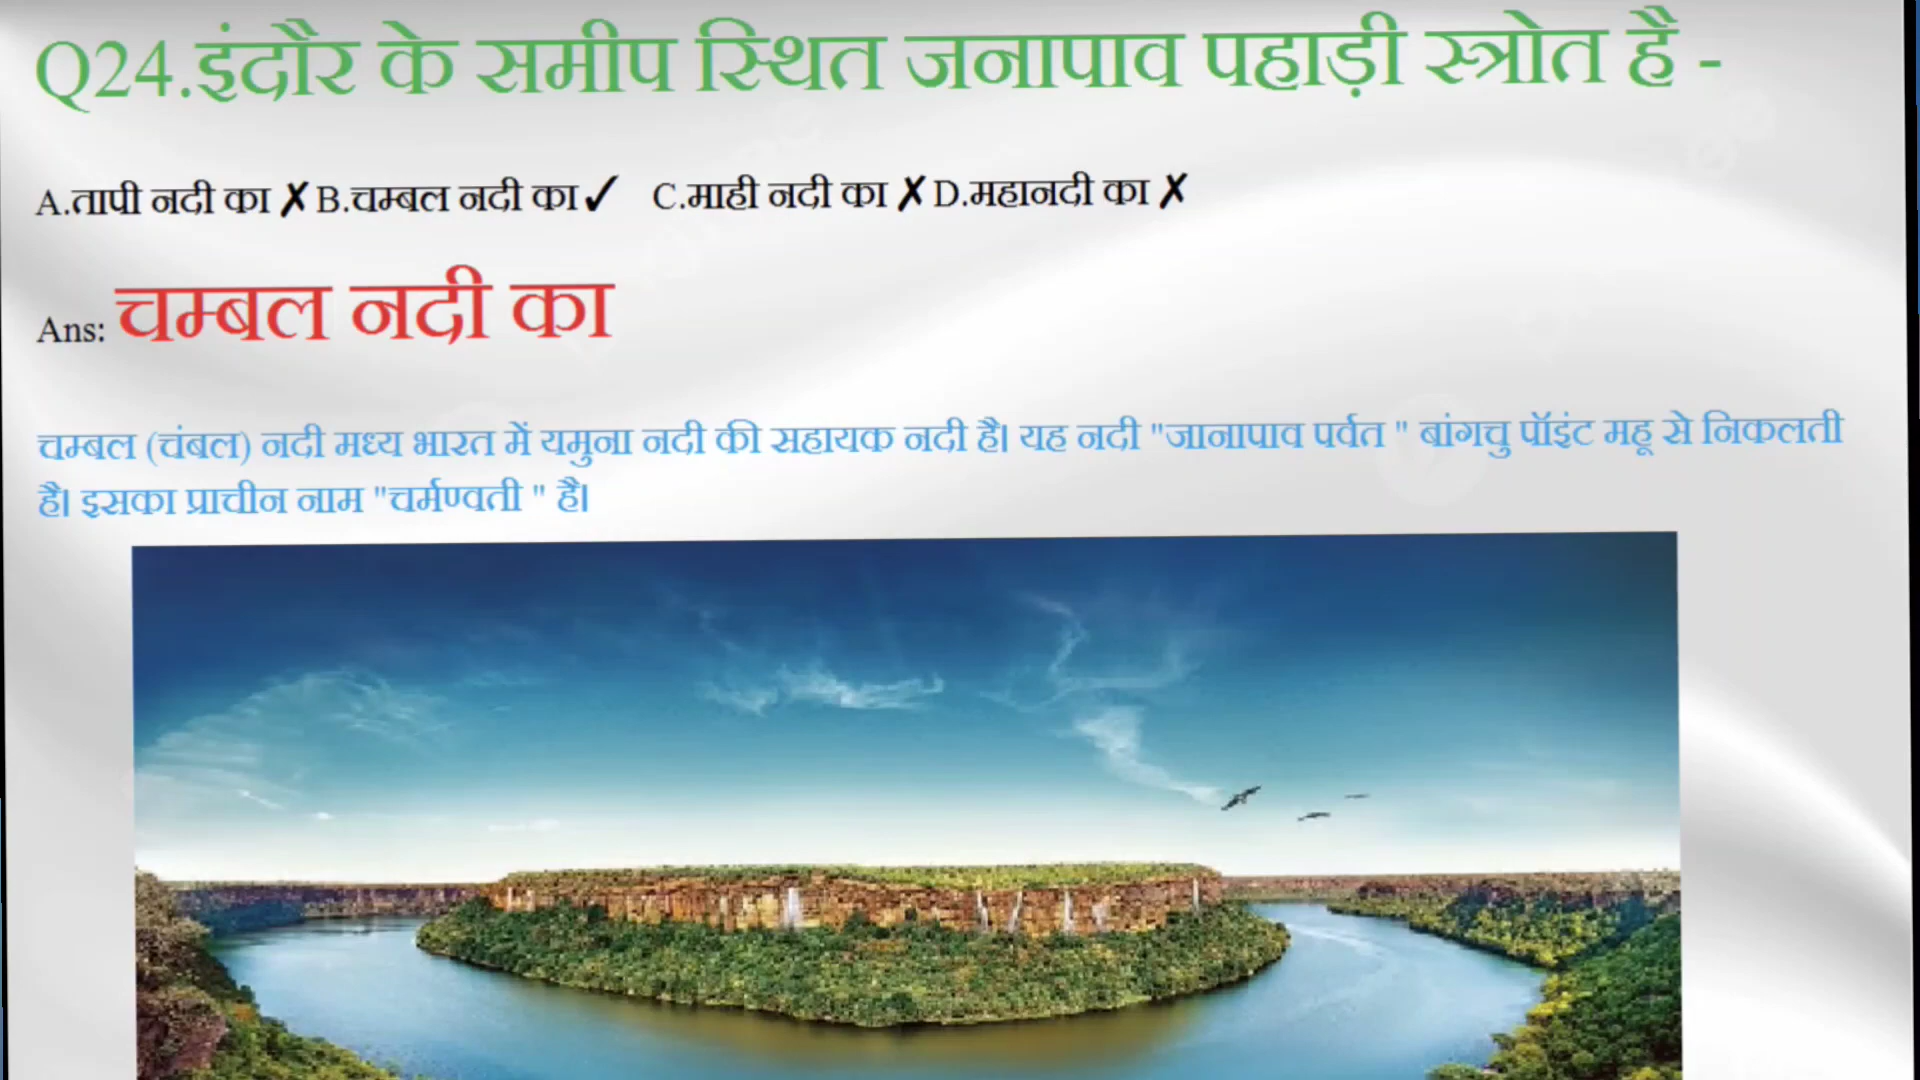 Q24.इंदौर के समीप स्थित जनापाव पहाड़ी स्त्रोत है -
A.तापी नदी का ✗ B.चम्बल नदी का ✓ C.माही नदी का ✗ D.महानदी का ✗
Ans: चम्बल नदी का
चम्बल (चंबल) नदी मध्य भारत में यमुना नदी की सहायक नदी है। यह नदी "जानापाव पर्वत " बांगचु पॉइंट महू से निकलती
है। इसका प्राचीन नाम "चर्मण्वती " है।